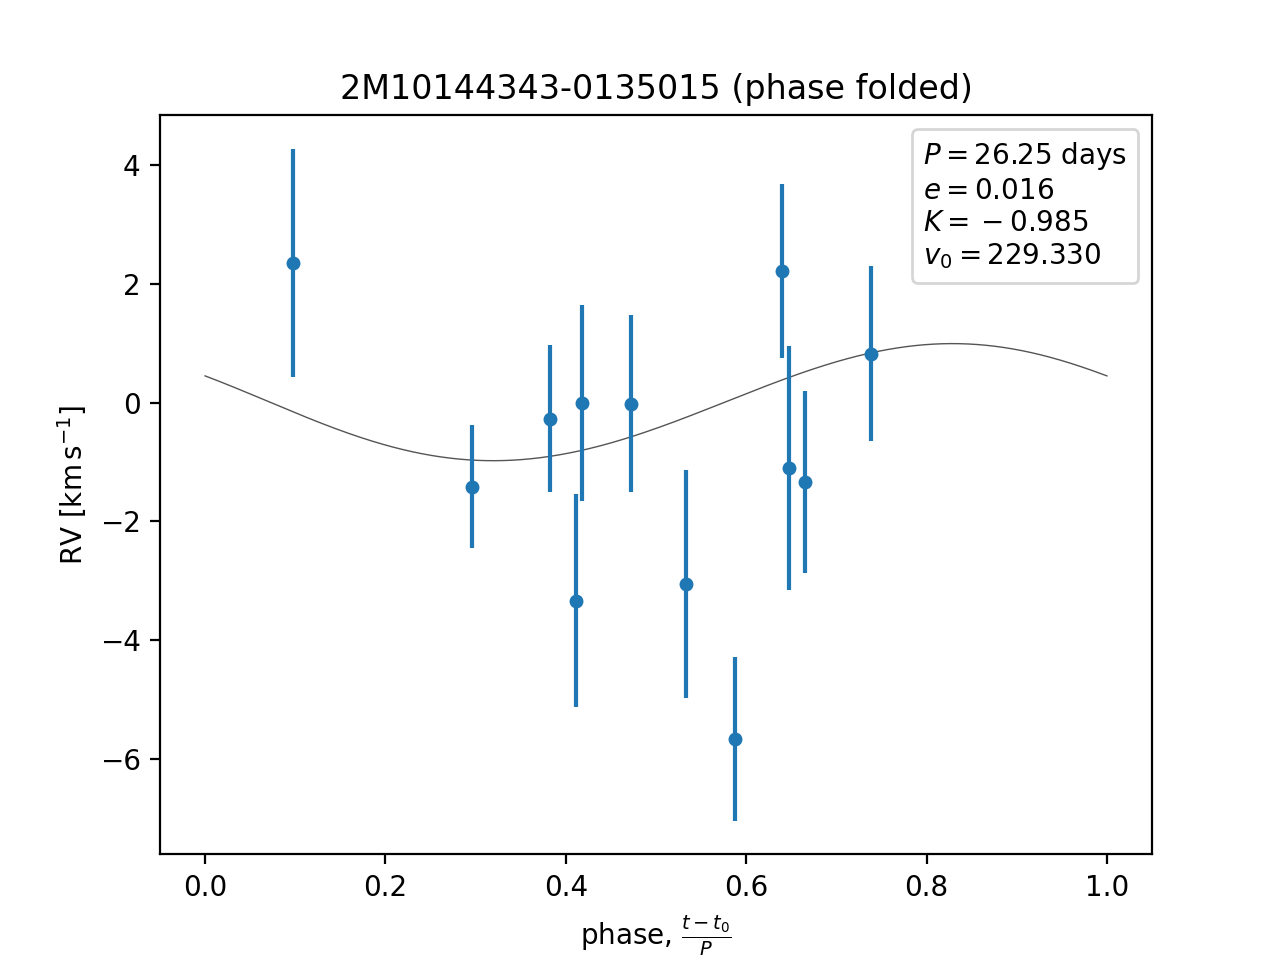 2M10144343-0135015 (phase folded)
P = 26.25 days
e = 0.016
K = −0.985
v₀ = 229.330
4
2
0
−2
−4
−6
RV [km s⁻¹]
0.0 0.2 0.4 0.6 0.8 1.0
phase, (t − t₀)/P